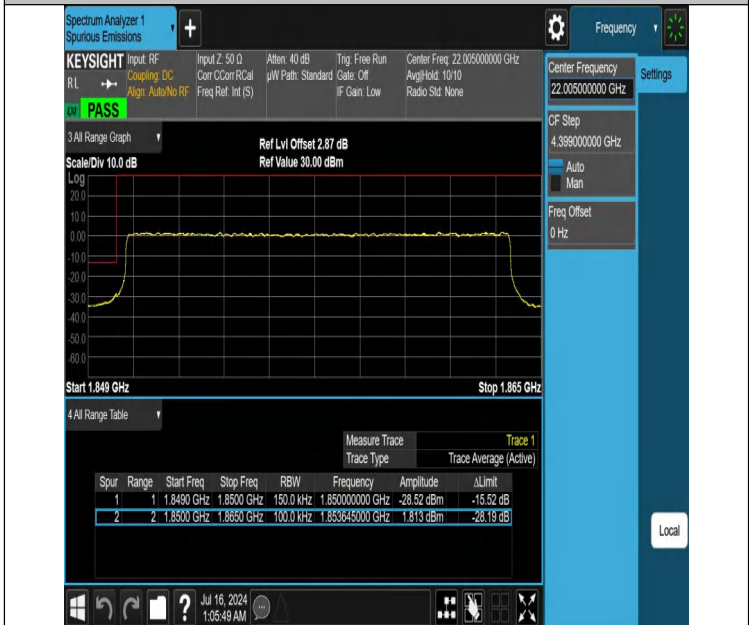 Spectrum Analyzer 1
Spurious Emissions
+
Frequency
KEYSIGHT
RL
PASS
Input: RF
Coupling: DC
Align: Auto/No RF
Input Z: 50 Ω
Corr CCorr RCal
Freq Ref: Int (S)
Atten: 40 dB
µW Path: Standard
Trig: Free Run
Gate: Off
IF Gain: Low
Center Freq: 22.005000000 GHz
Avg|Hold: 10/10
Radio Std: None
Center Frequency
22.005000000 GHz
Settings
CF Step
4.399000000 GHz
Auto
Man
Freq Offset
0 Hz
3 All Range Graph
Scale/Div 10.0 dB
Ref Lvl Offset 2.87 dB
Ref Value 30.00 dBm
Log
20.0
10.0
0.00
-10.0
-20.0
-30.0
-40.0
-50.0
-60.0
Start 1.849 GHz Stop 1.865 GHz
4 All Range Table
Measure Trace Trace 1
Trace Type Trace Average (Active)
Spur Range Start Freq Stop Freq RBW Frequency Amplitude ΔLimit
1 1 1.8490 GHz 1.8500 GHz 150.0 kHz 1.850000000 GHz -28.52 dBm -15.52 dB
2 2 1.8500 GHz 1.8650 GHz 100.0 kHz 1.853645000 GHz 1.813 dBm -28.19 dB
Local
?
Jul 16, 2024
1:05:49 AM